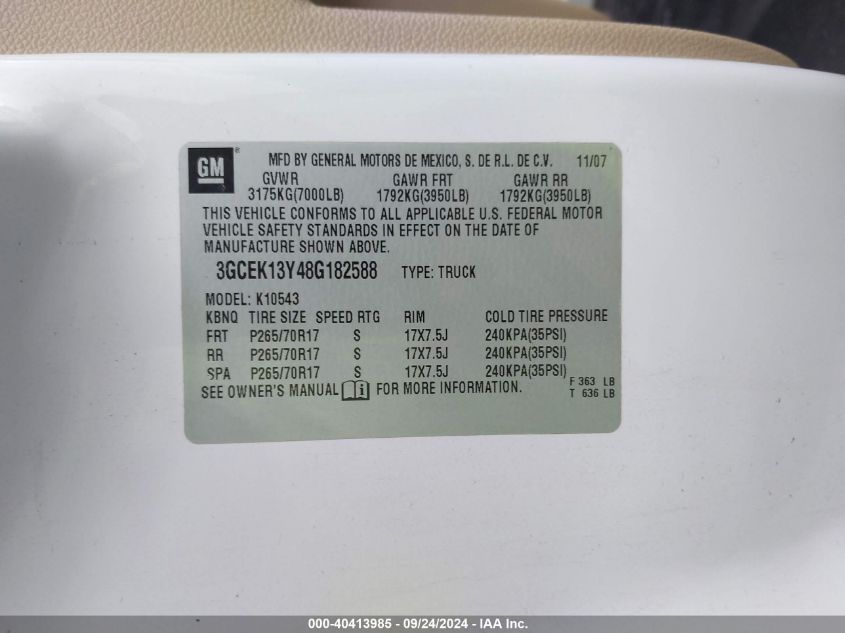 GM ® MFD BY GENERAL MOTORS DE MEXICO, S. DE R.L. DE C.V. 11/07
GVWR GAWR FRT GAWR RR
3175KG(7000LB) 1792KG(3950LB) 1792KG(3950LB)
THIS VEHICLE CONFORMS TO ALL APPLICABLE U.S. FEDERAL MOTOR
VEHICLE SAFETY STANDARDS IN EFFECT ON THE DATE OF
MANUFACTURE SHOWN ABOVE.
3GCEK13Y48G182588 TYPE: TRUCK
MODEL: K10543
KBNQ TIRE SIZE SPEED RTG RIM COLD TIRE PRESSURE
FRT P265/70R17 S 17X7.5J 240KPA(35PSI)
RR P265/70R17 S 17X7.5J 240KPA(35PSI)
SPA P265/70R17 S 17X7.5J 240KPA(35PSI)
SEE OWNER'S MANUAL i FOR MORE INFORMATION.
F 363 LB
T 636 LB
000-40413985 - 09/24/2024 - IAA Inc.